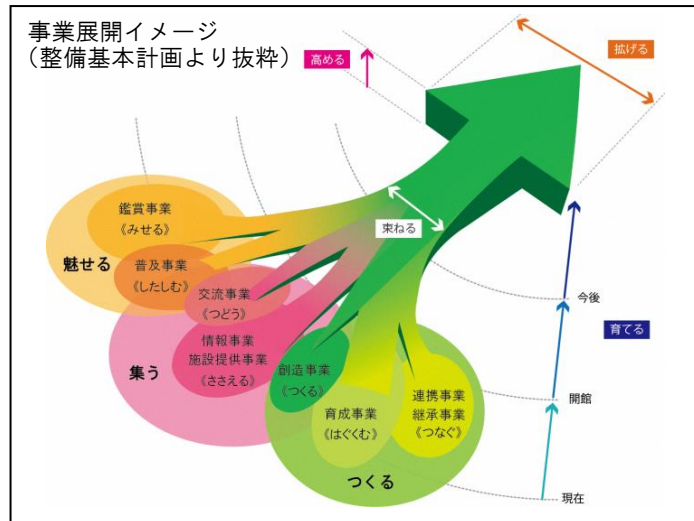 事業展開イメージ
（整備基本計画より抜粋）
高める
拡げる
鑑賞事業
《みせる》
魅せる
普及事業
《したしむ》
束ねる
交流事業
《つどう》
情報事業
施設提供事業
《ささえる》
集う
創造事業
《つくる》
育成事業
《はぐくむ》
連携事業
継承事業
《つなぐ》
つくる
今後
育てる
開館
現在